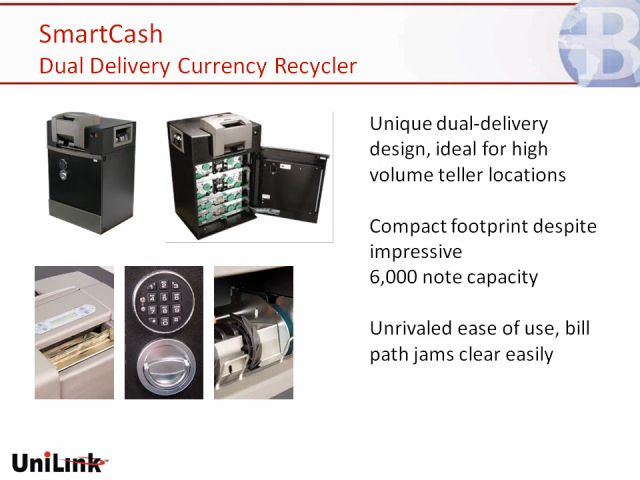 SmartCash
Dual Delivery Currency Recycler
B
Unique dual-delivery
design, ideal for high
volume teller locations
Compact footprint despite
impressive
6,000 note capacity
Unrivaled ease of use, bill
path jams clear easily
UniLink